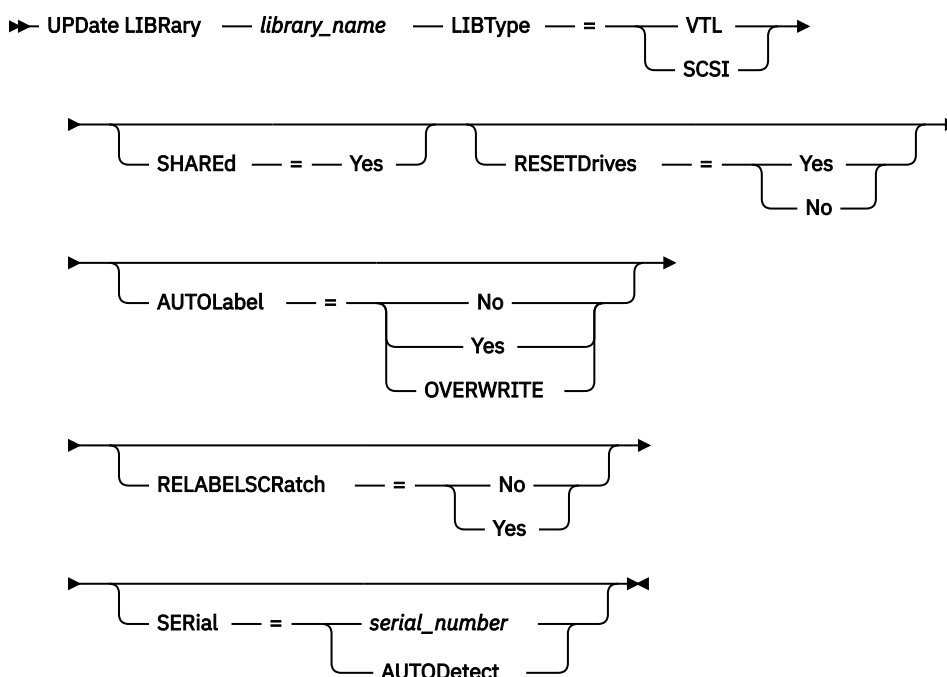 UPDate LIBRary library_name LIBType = VTL
SCSI
SHAREd = Yes RESETDrives = Yes
No
AUTOLabel = No
Yes
OVERWRITE
RELABELSCRatch = No
Yes
SERial = serial_number
AUTODetect